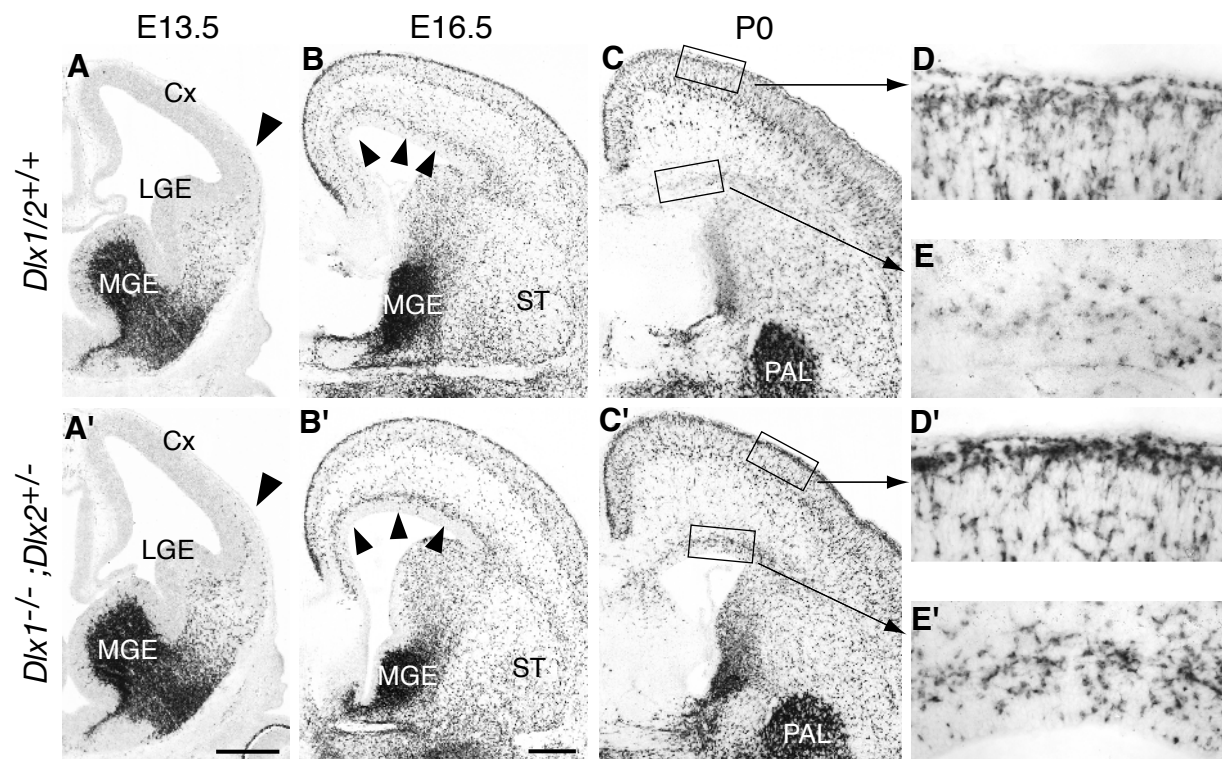 E13.5 E16.5 P0
A B C D
Cx
LGE
MGE MGE ST PAL
E
Dlx1/2+/+
A' B' C' D'
Cx
LGE
MGE MGE ST PAL
E'
Dlx1-/- ;Dlx2+/-